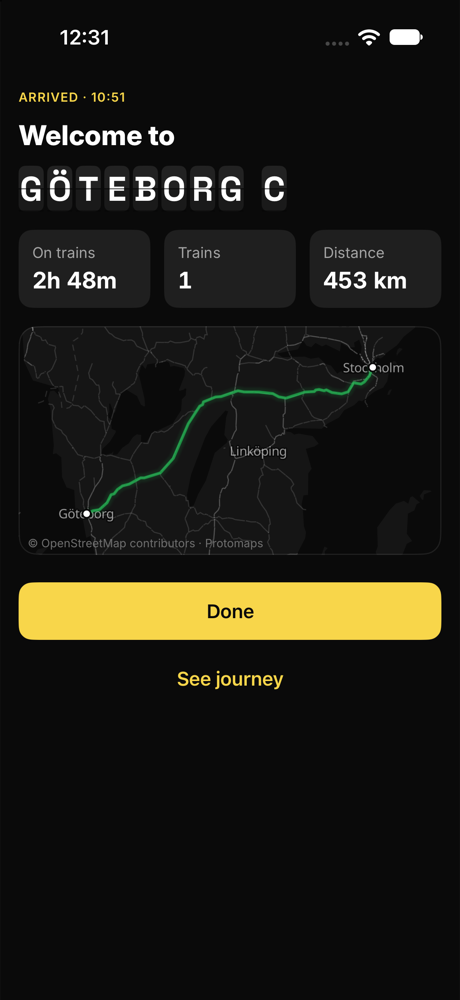 12:31
ARRIVED · 10:51
Welcome to
GÖTEBORG C
On trains
2h 48m
Trains
1
Distance
453 km
Stockholm
Linköping
Göteborg
© OpenStreetMap contributors · Protomaps
Done
See journey